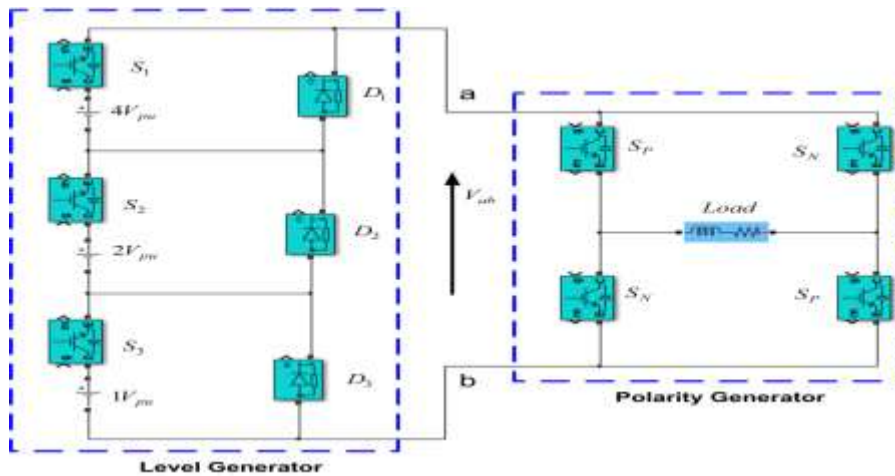 S1
D1
4Vpu
a
S2
Vab
SP
SN
D2
Load
2Vpu
S3
SN
SP
D3
b
1Vpu
Polarity Generator
Level Generator